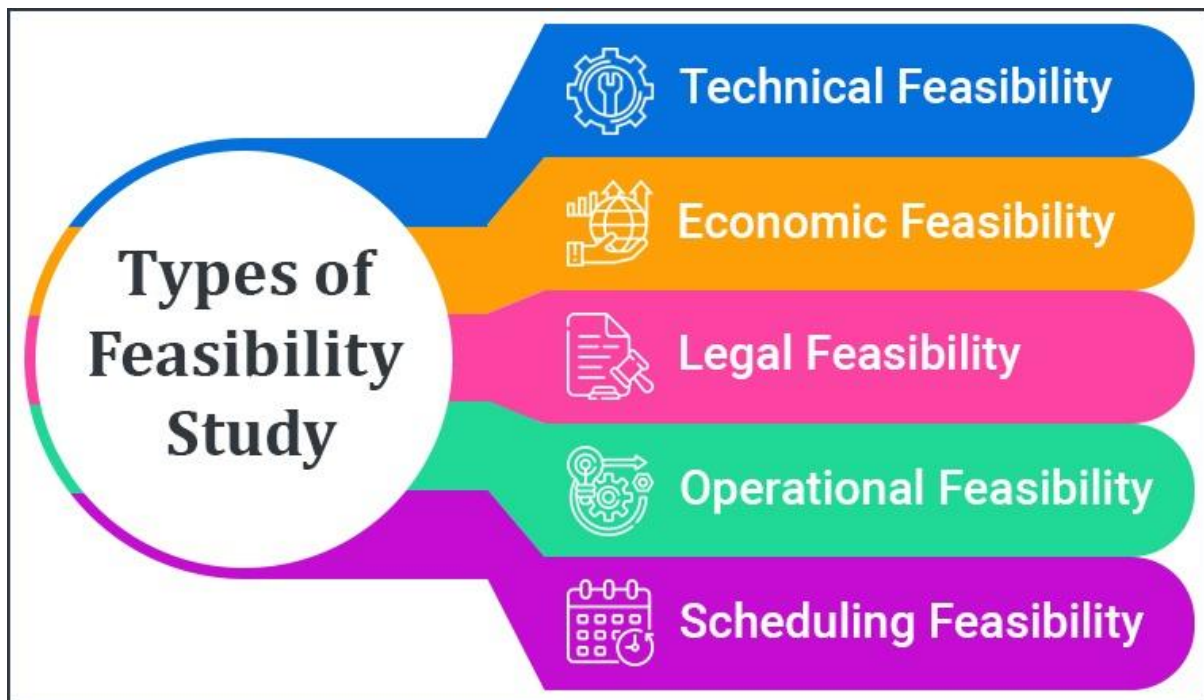 Types of
Feasibility
Study
Technical Feasibility
Economic Feasibility
Legal Feasibility
Operational Feasibility
Scheduling Feasibility